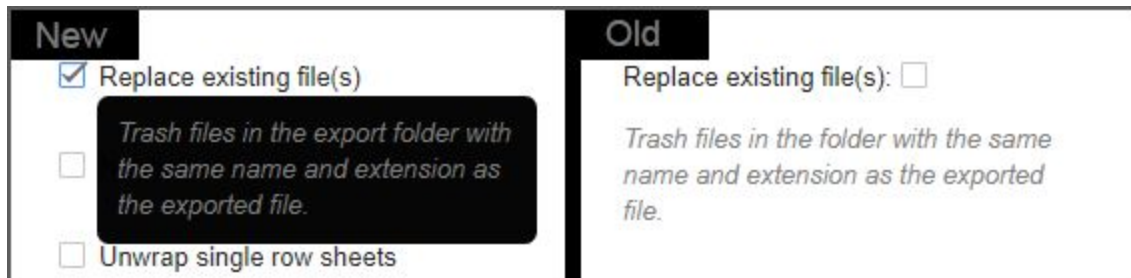 New
Replace existing file(s)
Trash files in the export folder with
the same name and extension as
the exported file.
Unwrap single row sheets
Old
Replace existing file(s):
Trash files in the folder with the same
name and extension as the exported
file.